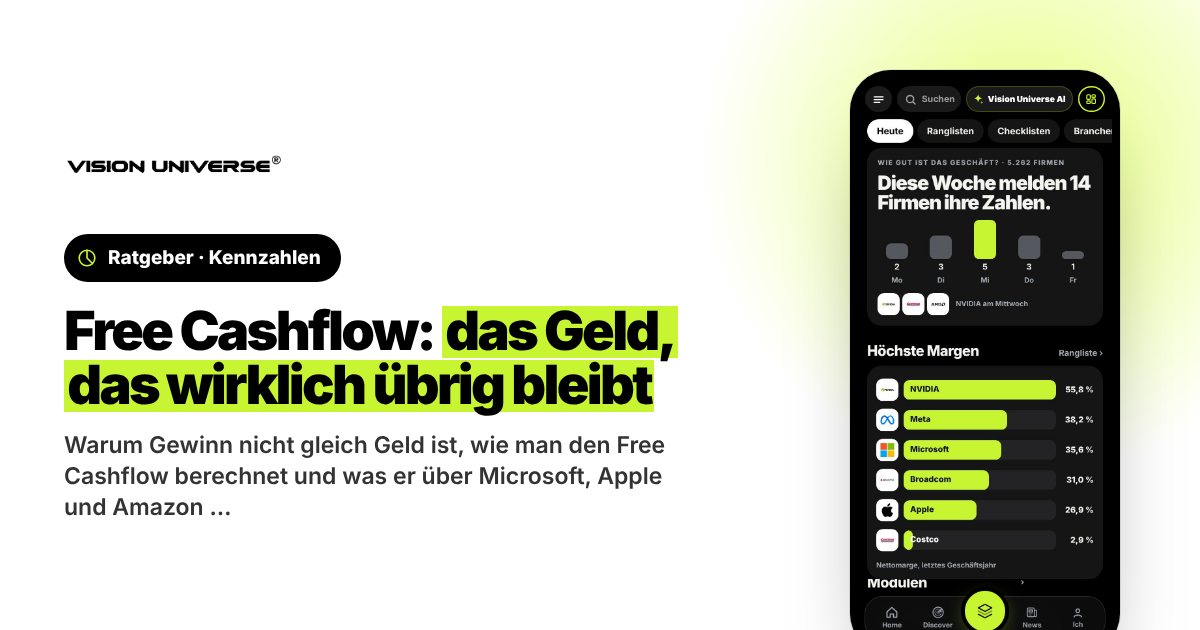 VISION UNIVERSE®
Ratgeber · Kennzahlen
Free Cashflow: das Geld,
das wirklich übrig bleibt
Warum Gewinn nicht gleich Geld ist, wie man den Free
Cashflow berechnet und was er über Microsoft, Apple
und Amazon ...
Suchen
Vision Universe AI
Heute
Ranglisten
Checklisten
Branchen
WIE GUT IST DAS GESCHÄFT? · 5.262 FIRMEN
Diese Woche melden 14
Firmen ihre Zahlen.
2 3 5 3 1
Mo Di Mi Do Fr
NVIDIA am Mittwoch
Höchste Margen Rangliste ›
NVIDIA 55,8 %
Meta 38,2 %
Microsoft 35,6 %
Broadcom 31,0 %
Apple 26,9 %
Costco 2,9 %
Nettomarge, letztes Geschäftsjahr
Modulen ›
Home Discover News Ich